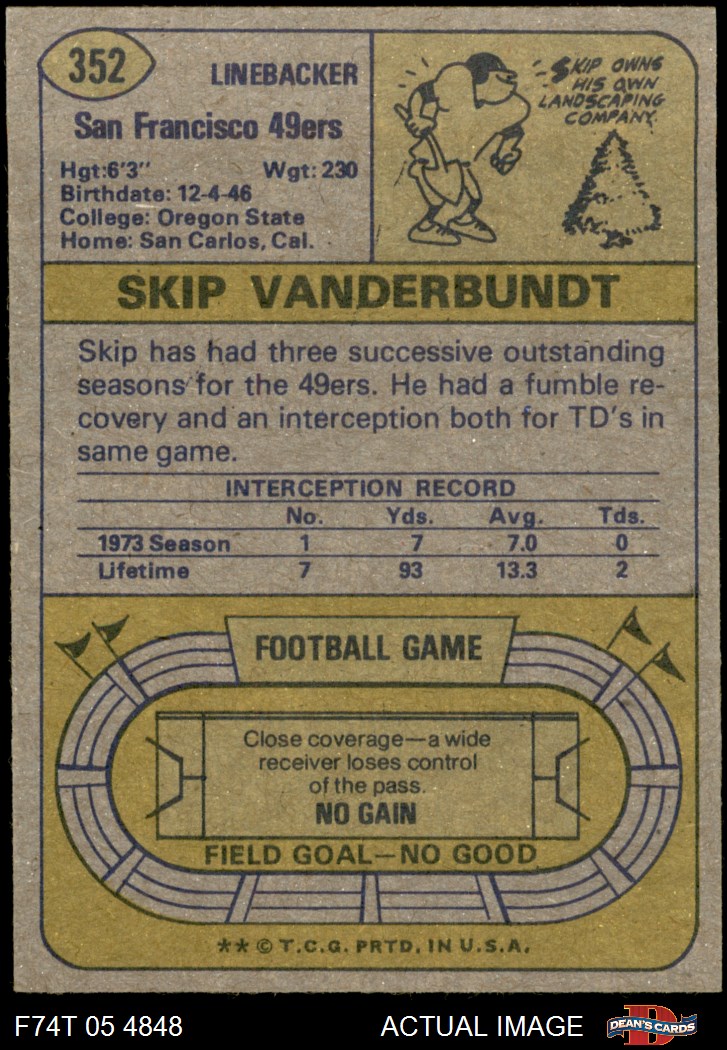 352
LINEBACKER
San Francisco 49ers
Hgt:6'3" Wgt: 230
Birthdate: 12-4-46
College: Oregon State
Home: San Carlos, Cal.
SKIP OWNS
HIS OWN
LANDSCAPING
COMPANY.
SKIP VANDERBUNDT
Skip has had three successive outstanding
seasons for the 49ers. He had a fumble re-
covery and an interception both for TD's in
same game.
INTERCEPTION RECORD
No. Yds. Avg. Tds.
1973 Season 1 7 7.0 0
Lifetime 7 93 13.3 2
FOOTBALL GAME
Close coverage—a wide
receiver loses control
of the pass.
NO GAIN
FIELD GOAL—NO GOOD
** © T.C.G. PRTD. IN U.S.A.
F74T 05 4848 ACTUAL IMAGE
D
DEAN'S CARDS